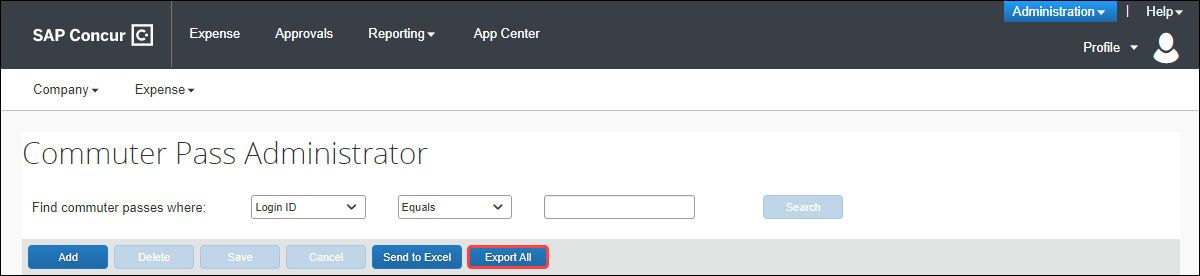 Administration | Help
SAP Concur C Expense Approvals Reporting App Center
Profile
Company Expense
Commuter Pass Administrator
Find commuter passes where: Login ID Equals Search
Add Delete Save Cancel Send to Excel Export All